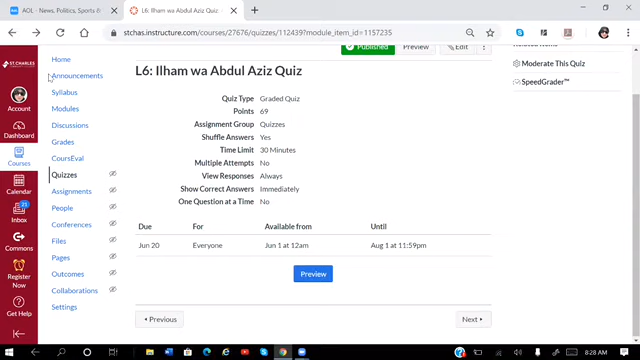 AOL - News, Politics, Sports &
L6: Ilham wa Abdul Aziz Quiz
stchas.instructure.com/courses/27676/quizzes/112439?module_item_id=1157235
ST.CHARLES
Account
Dashboard
Courses
Calendar
21
Inbox
Commons
Register
Now
Get Help
Home
Announcements
Syllabus
Modules
Discussions
Grades
CoursEval
Quizzes
Assignments
People
Conferences
Files
Pages
Outcomes
Collaborations
Settings
Published
Preview
Edit
L6: Ilham wa Abdul Aziz Quiz
Quiz Type Graded Quiz
Points 69
Assignment Group Quizzes
Shuffle Answers Yes
Time Limit 30 Minutes
Multiple Attempts No
View Responses Always
Show Correct Answers Immediately
One Question at a Time No
Due For Available from Until
Jun 20 Everyone Jun 1 at 12am Aug 1 at 11:59pm
Preview
Previous
Next
Related Items
Moderate This Quiz
SpeedGrader™
8:28 AM